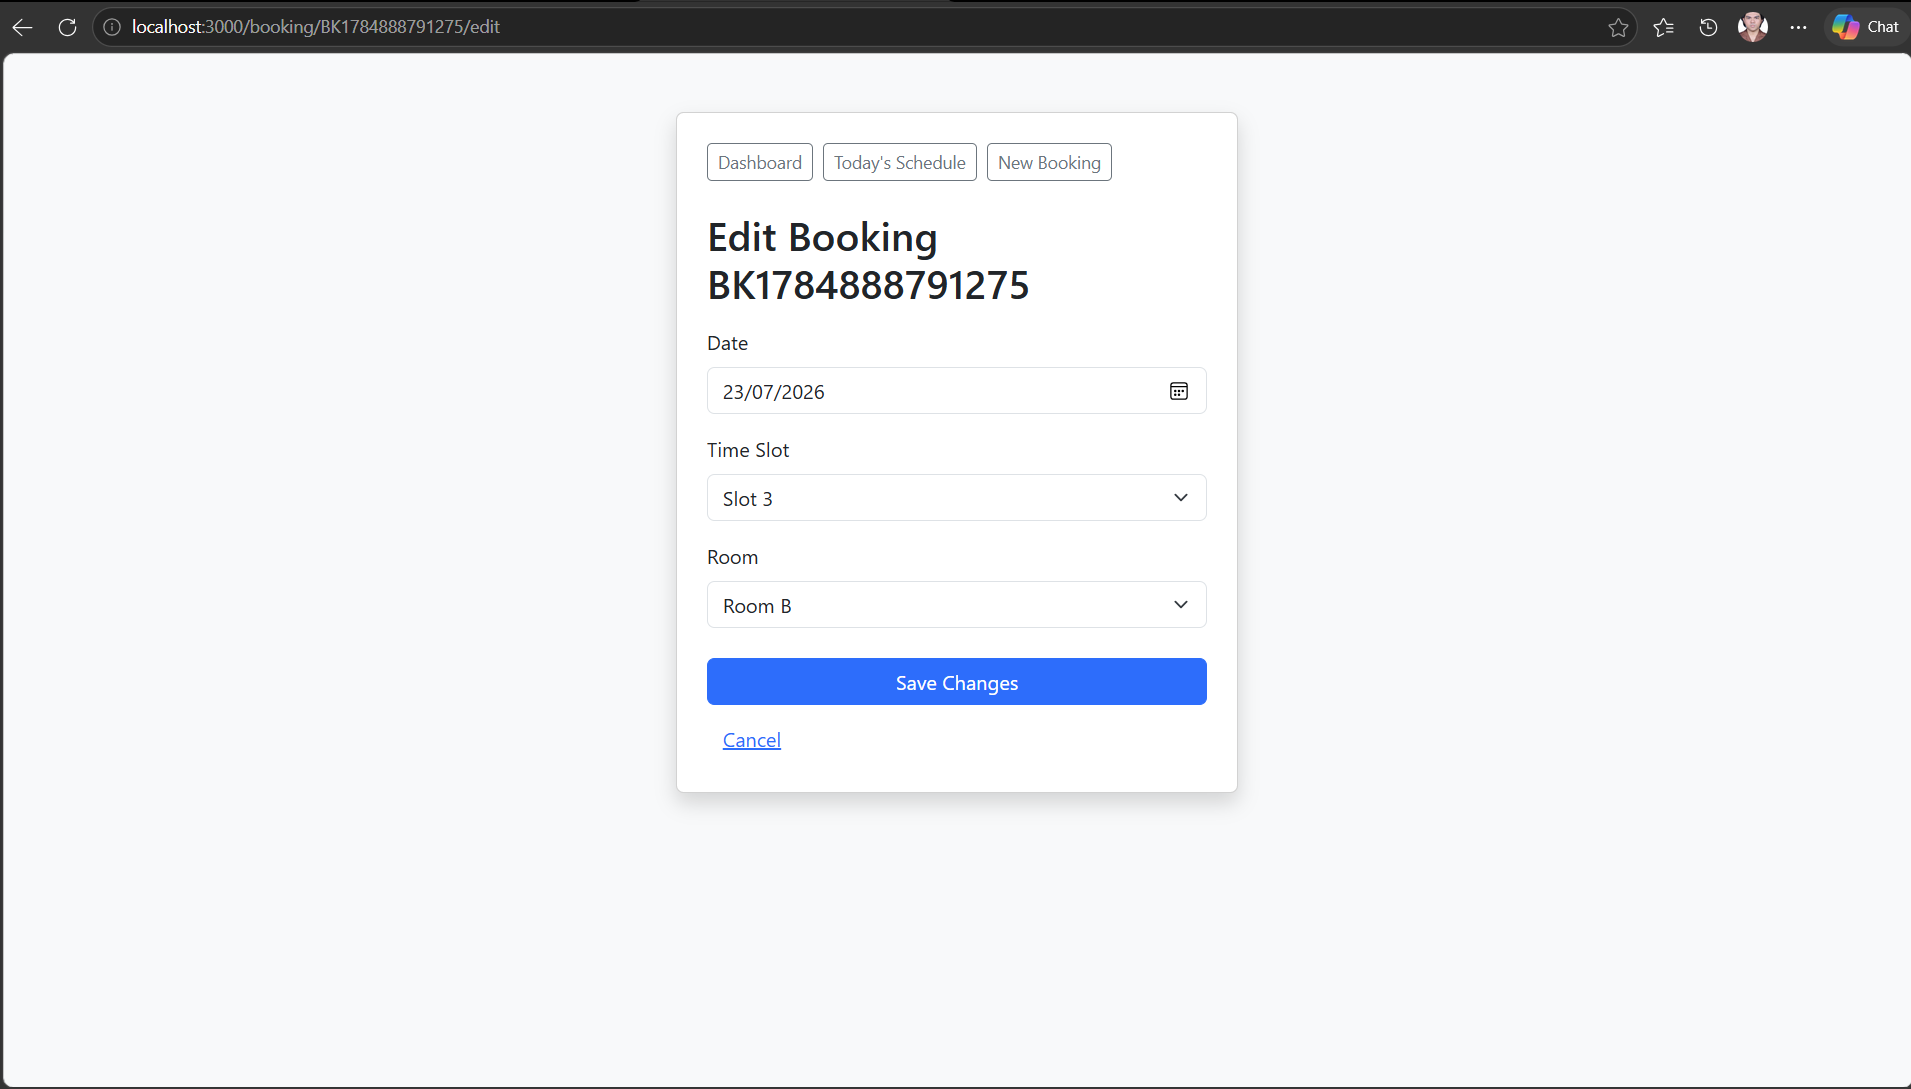 localhost:3000/booking/BK1784888791275/edit
Chat
Dashboard
Today's Schedule
New Booking
Edit Booking
BK1784888791275
Date
23/07/2026
Time Slot
Slot 3
Room
Room B
Save Changes
Cancel